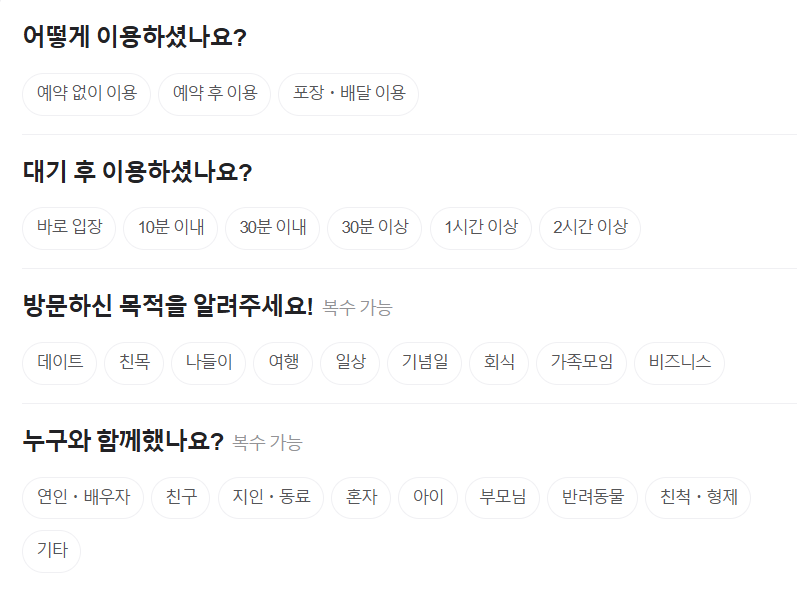 어떻게 이용하셨나요?
예약 없이 이용 예약 후 이용 포장・배달 이용
대기 후 이용하셨나요?
바로 입장 10분 이내 30분 이내 30분 이상 1시간 이상 2시간 이상
방문하신 목적을 알려주세요! 복수 가능
데이트 친목 나들이 여행 일상 기념일 회식 가족모임 비즈니스
누구와 함께했나요? 복수 가능
연인・배우자 친구 지인・동료 혼자 아이 부모님 반려동물 친척・형제
기타